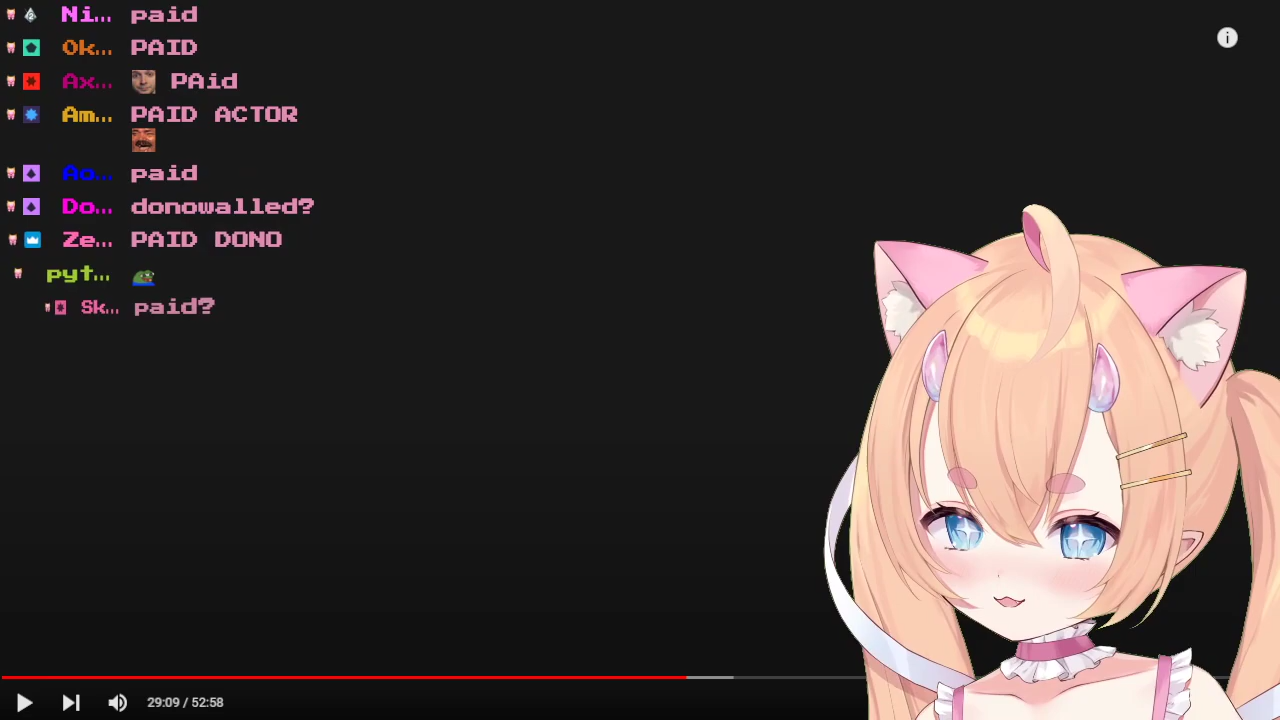 Ni... paid
Ok... PAID
Ax... PAid
Am... PAID ACTOR
Ao... paid
Do... donowalled?
Ze... PAID DONO
pyt...
Sk... paid?
29:09 / 52:58